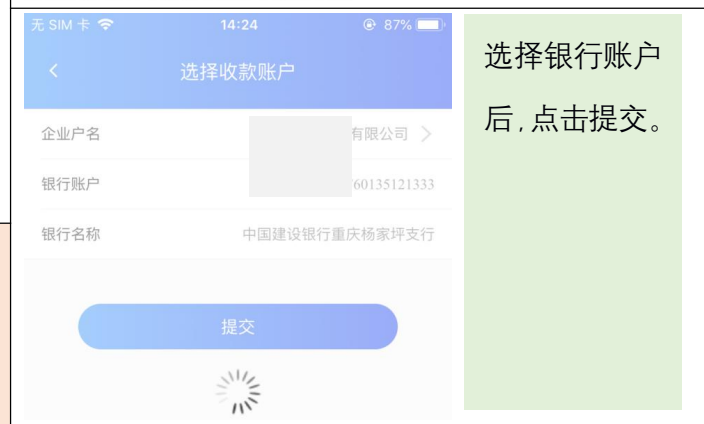 无 SIM 卡 14:24 87%
选择收款账户
企业户名 有限公司
银行账户 60135121333
银行名称 中国建设银行重庆杨家坪支行
提交
选择银行账户
后,点击提交。